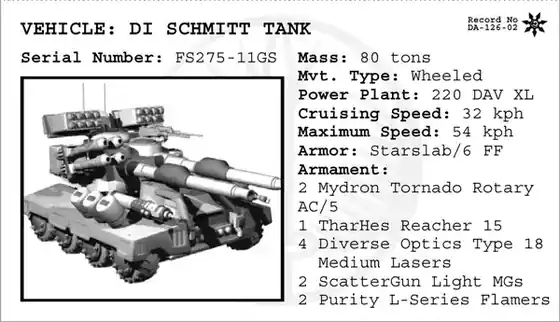 Record No
DA-126-02
VEHICLE: DI SCHMITT TANK
Serial Number: FS275-11GS
Mass: 80 tons
Mvt. Type: Wheeled
Power Plant: 220 DAV XL
Cruising Speed: 32 kph
Maximum Speed: 54 kph
Armor: Starslab/6 FF
Armament:
2 Mydron Tornado Rotary
AC/5
1 TharHes Reacher 15
4 Diverse Optics Type 18
Medium Lasers
2 ScatterGun Light MGs
2 Purity L-Series Flamers